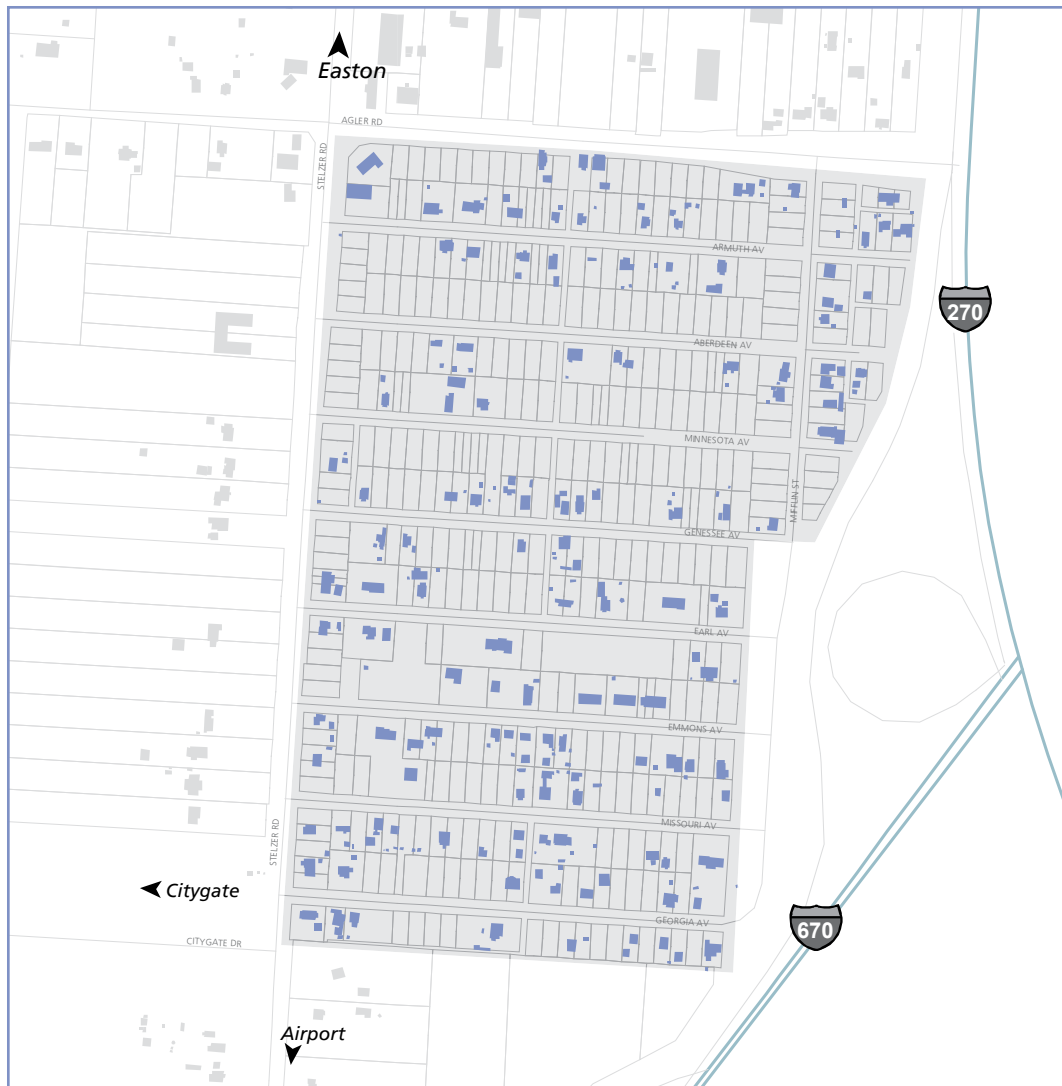 Easton
AGLER RD
STELZER RD
ARMUTH AV
270
ABERDEEN AV
MINNESOTA AV
MIFFLIN ST
GENESSEE AV
EARL AV
EMMONS AV
MISSOURI AV
STELZER RD
Citygate
GEORGIA AV
670
CITYGATE DR
Airport